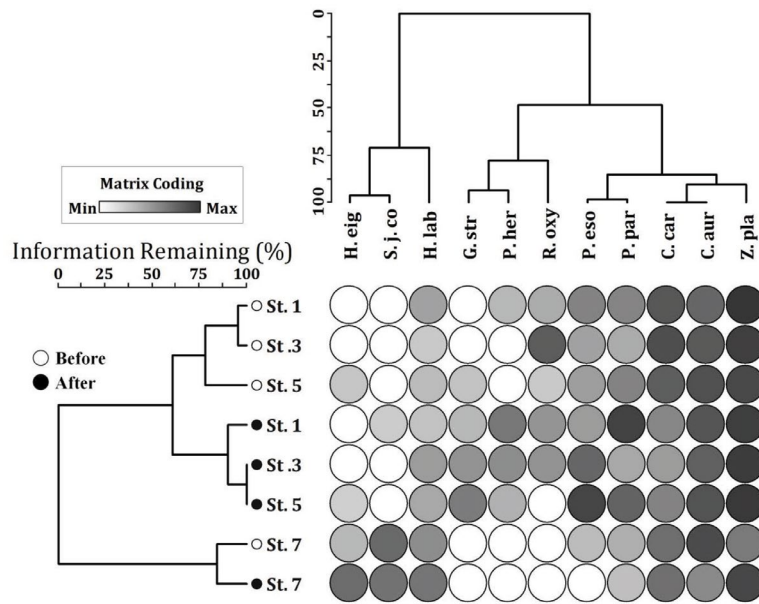 0
25
50
75
100
H. eig
S. j. co
H. lab
G. str
P. her
R. oxy
P. eso
P. par
C. car
C. aur
Z. pla
Matrix Coding
Min Max
Information Remaining (%)
0 25 50 75 100
Before
After
St. 1
St .3
St. 5
St. 1
St. 3
St. 5
St. 7
St. 7